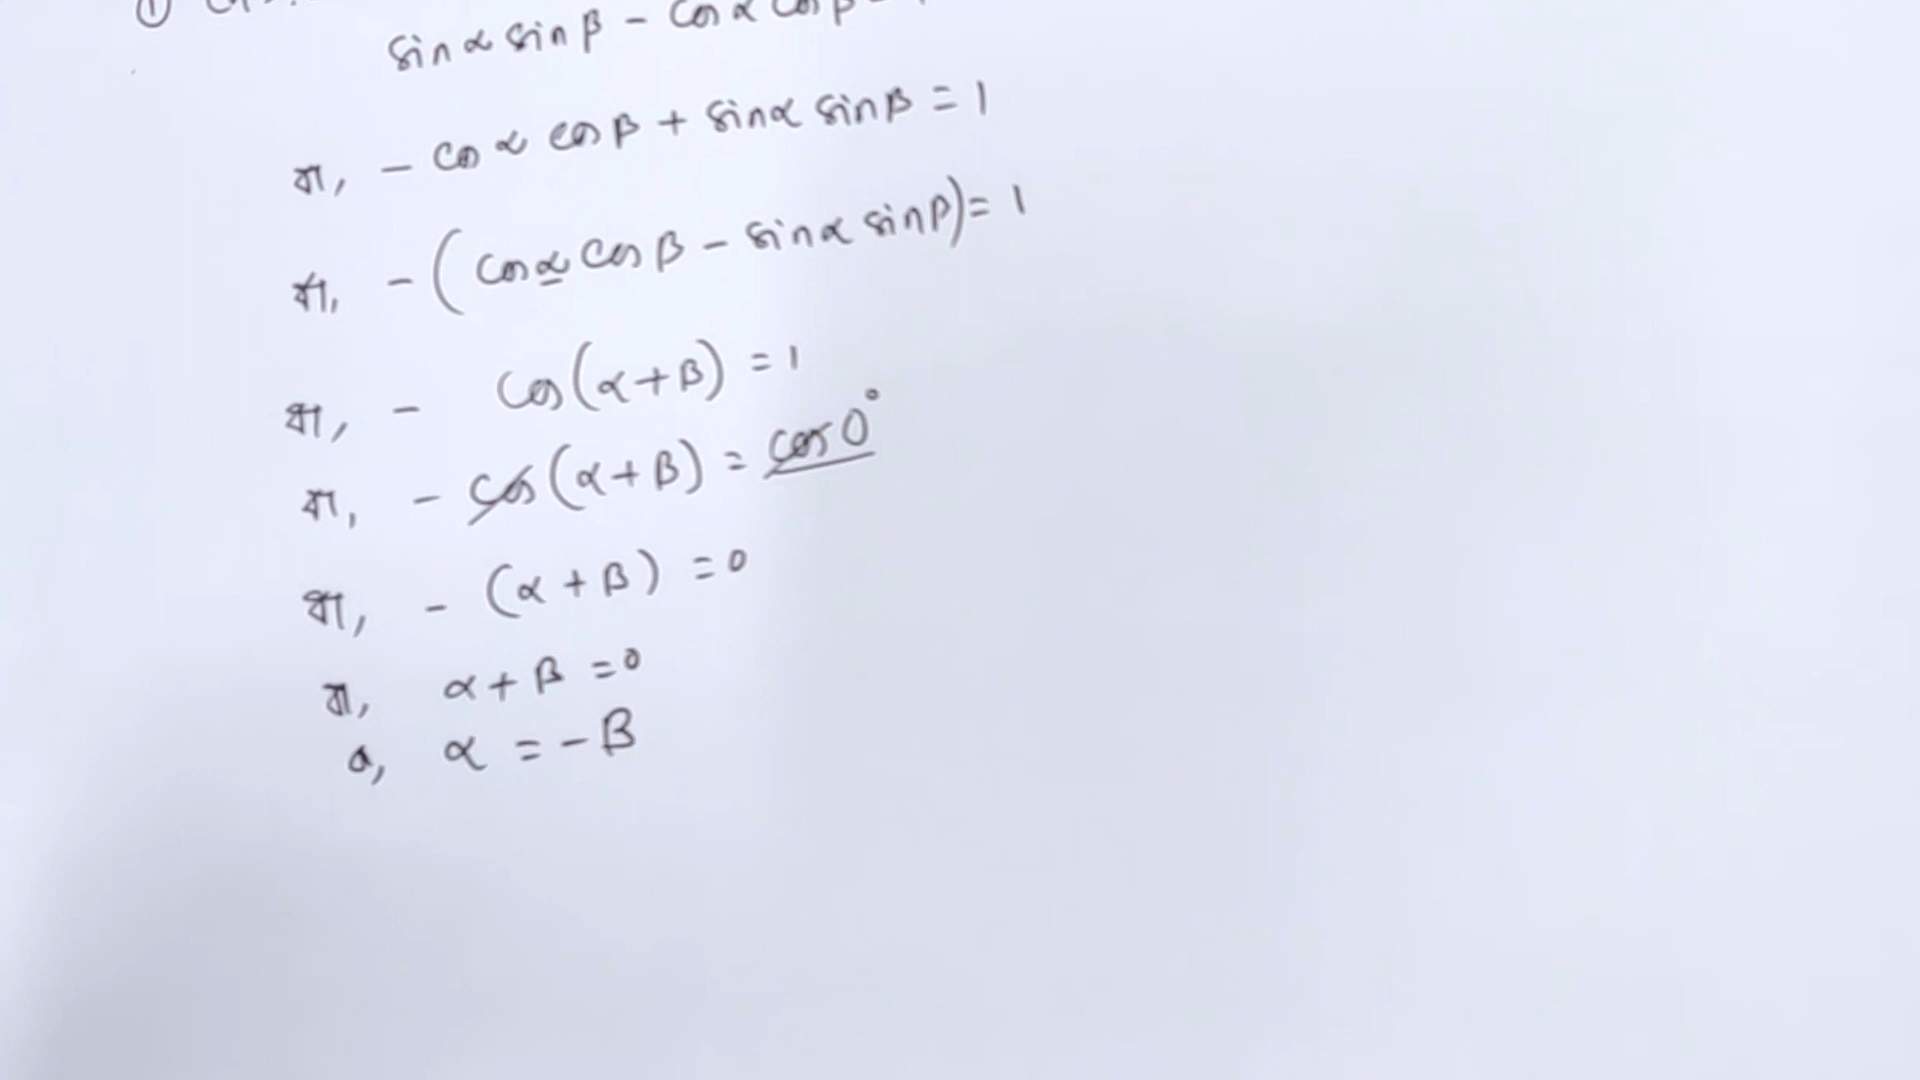 ①
sin α sin β - cos α cos β
বা, - cos α cos β + sin α sin β = 1
বা, - (cos α cos β - sin α sin β) = 1
বা, - cos (α + β) = 1
বা, - cos (α + β) = cos 0°
বা, - (α + β) = 0
বা, α + β = 0
বা, α = - β